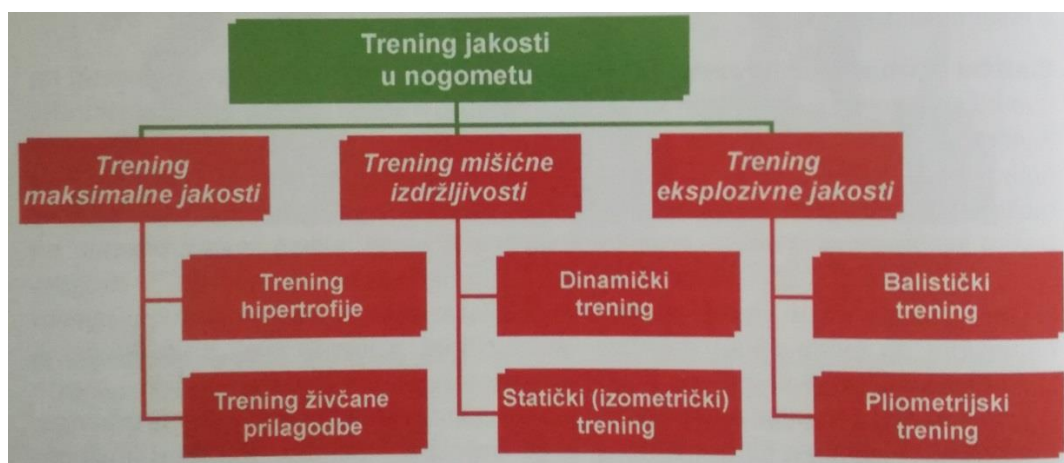 Trening jakosti
u nogometu
Trening
maksimalne jakosti
Trening mišićne
izdržljivosti
Trening
eksplozivne jakosti
Trening
hipertrofije
Dinamički
trening
Balistički
trening
Trening živčane
prilagodbe
Statički (izometrički)
trening
Pliometrijski
trening